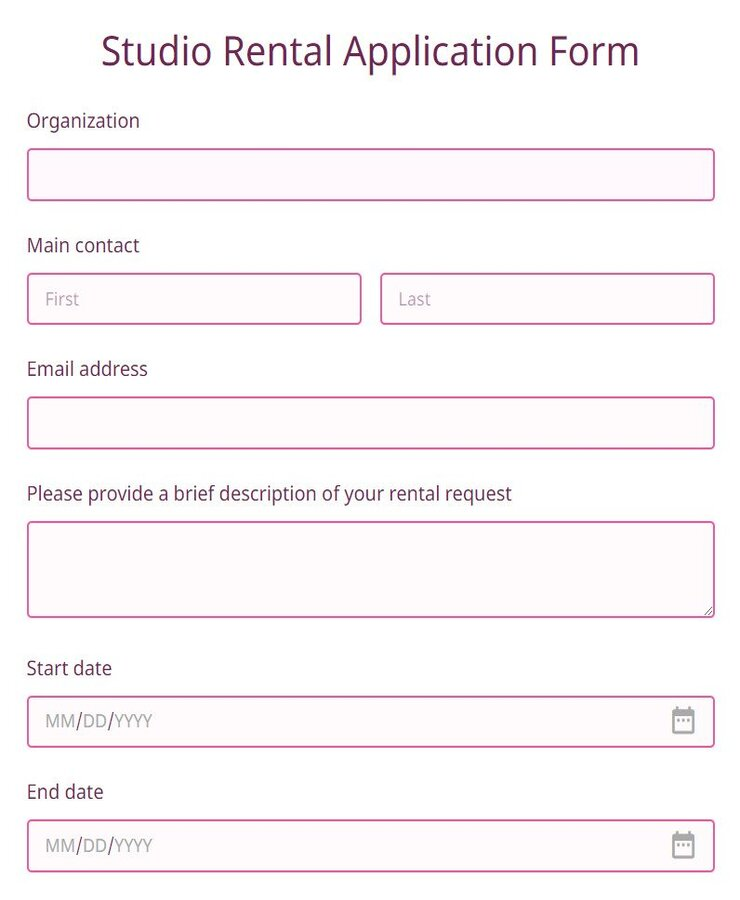 Studio Rental Application Form
Organization
Main contact
First Last
Email address
Please provide a brief description of your rental request
Start date
MM/DD/YYYY
End date
MM/DD/YYYY